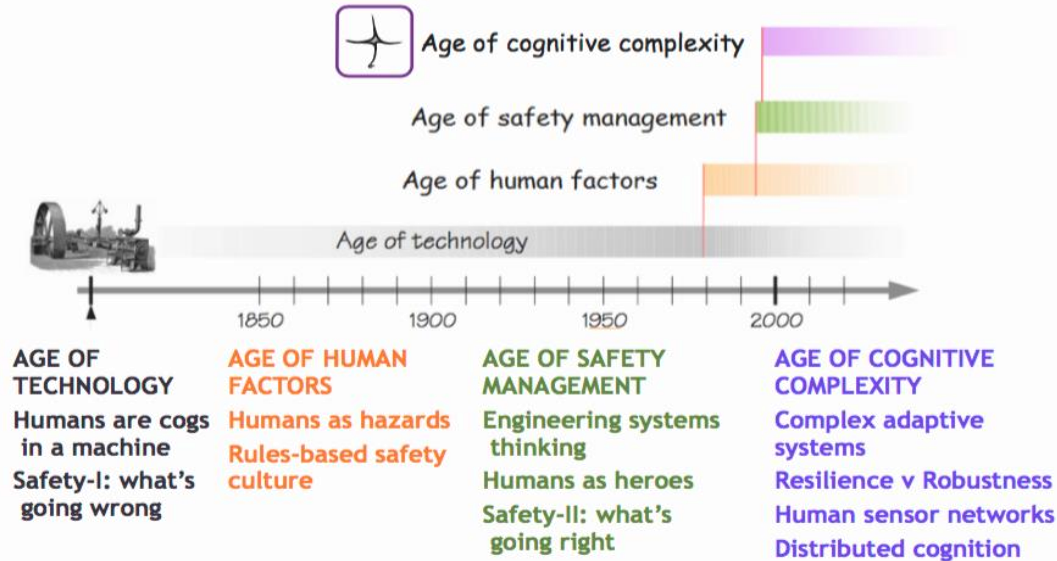 Age of cognitive complexity
Age of safety management
Age of human factors
Age of technology
1850
1900
1950
2000
AGE OF
TECHNOLOGY
Humans are cogs
in a machine
Safety-I: what's
going wrong
AGE OF HUMAN
FACTORS
Humans as hazards
Rules-based safety
culture
AGE OF SAFETY
MANAGEMENT
Engineering systems
thinking
Humans as heroes
Safety-II: what's
going right
AGE OF COGNITIVE
COMPLEXITY
Complex adaptive
systems
Resilience v Robustness
Human sensor networks
Distributed cognition